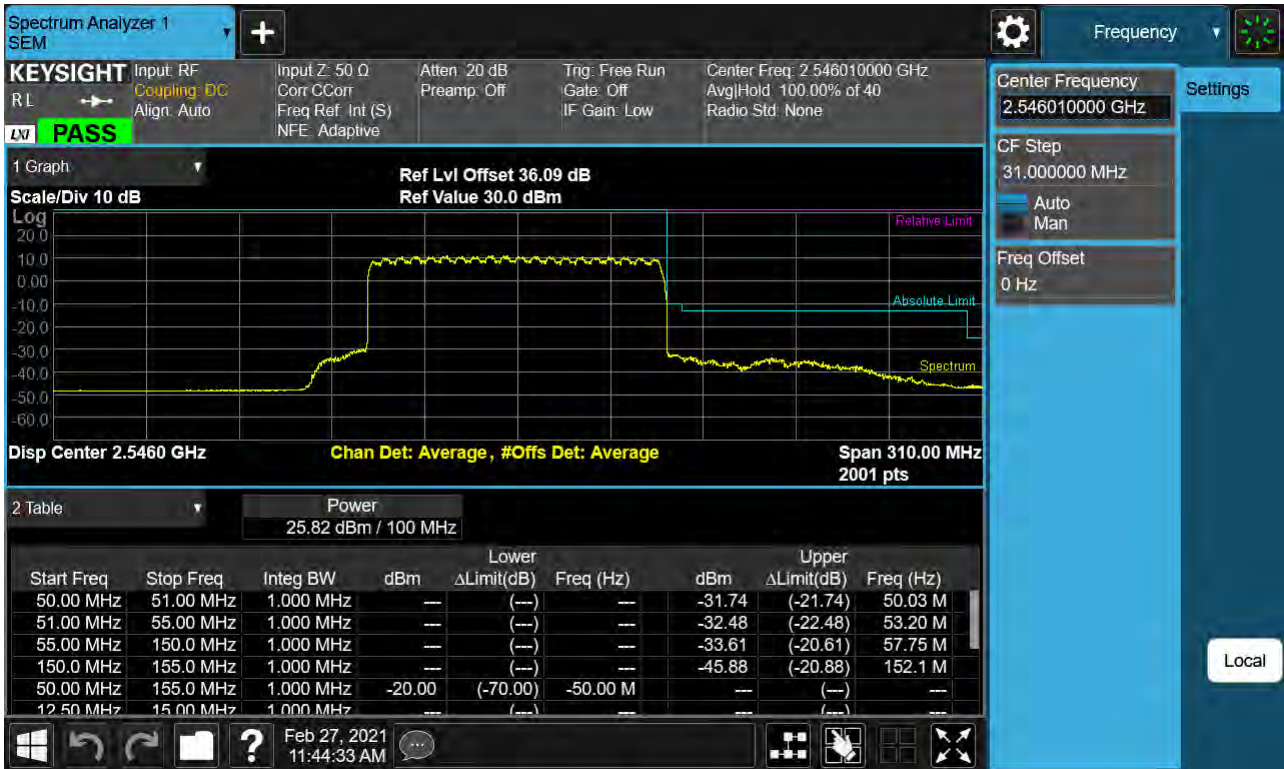 Spectrum Analyzer 1
SEM
+
Frequency
KEYSIGHT
RL
LXI PASS
Input: RF
Coupling: DC
Align: Auto
Input Z: 50 Ω
Corr CCorr
Freq Ref: Int (S)
NFE: Adaptive
Atten: 20 dB
Preamp: Off
Trig: Free Run
Gate: Off
IF Gain: Low
Center Freq: 2.546010000 GHz
Avg|Hold: 100.00% of 40
Radio Std: None
Center Frequency
2.546010000 GHz
Settings
CF Step
31.000000 MHz
Auto
Man
Freq Offset
0 Hz
Local
1 Graph
Ref Lvl Offset 36.09 dB
Scale/Div 10 dB
Ref Value 30.0 dBm
Log
20.0
10.0
0.00
-10.0
-20.0
-30.0
-40.0
-50.0
-60.0
Relative Limit
Absolute Limit
Spectrum
Disp Center 2.5460 GHz
Chan Det: Average, #Offs Det: Average
Span 310.00 MHz
2001 pts
2 Table
Power
25.82 dBm / 100 MHz
Lower Upper
Start Freq Stop Freq Integ BW dBm ΔLimit(dB) Freq (Hz) dBm ΔLimit(dB) Freq (Hz)
50.00 MHz 51.00 MHz 1.000 MHz --- (---) --- -31.74 (-21.74) 50.03 M
51.00 MHz 55.00 MHz 1.000 MHz --- (---) --- -32.48 (-22.48) 53.20 M
55.00 MHz 150.0 MHz 1.000 MHz --- (---) --- -33.61 (-20.61) 57.75 M
150.0 MHz 155.0 MHz 1.000 MHz --- (---) --- -45.88 (-20.88) 152.1 M
50.00 MHz 155.0 MHz 1.000 MHz -20.00 (-70.00) -50.00 M --- (---) ---
12.50 MHz 15.00 MHz 1.000 MHz --- (---) --- --- (---) ---
?
Feb 27, 2021
11:44:33 AM